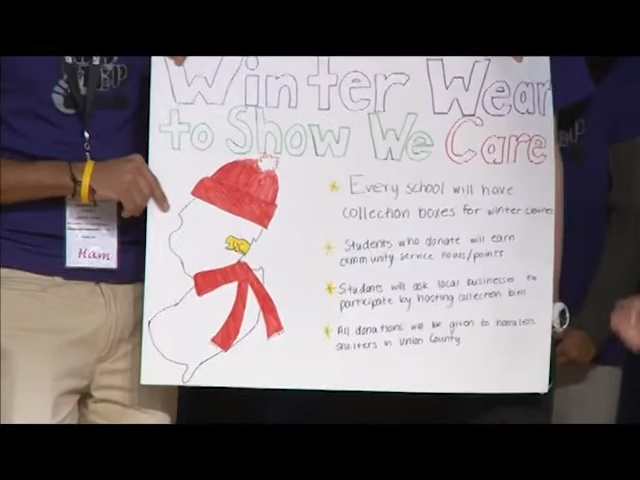 Winter Wear
to Show We Care
Every school will have
collection boxes for winter
Students who donate will earn
community service hours/points
Students will ask local businesses to
participate by hosting collection bins
All donations will be given to homeless
shelters in Union County
Ham